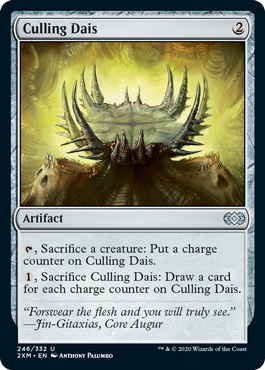 Culling Dais 2
Artifact
, Sacrifice a creature: Put a charge
counter on Culling Dais.
1, Sacrifice Culling Dais: Draw a card
for each charge counter on Culling Dais.
"Forswear the flesh and you will truly see."
—Jin-Gitaxias, Core Augur
246/332 U
2XM • EN Anthony Palumbo
™ & © 2020 Wizards of the Coast